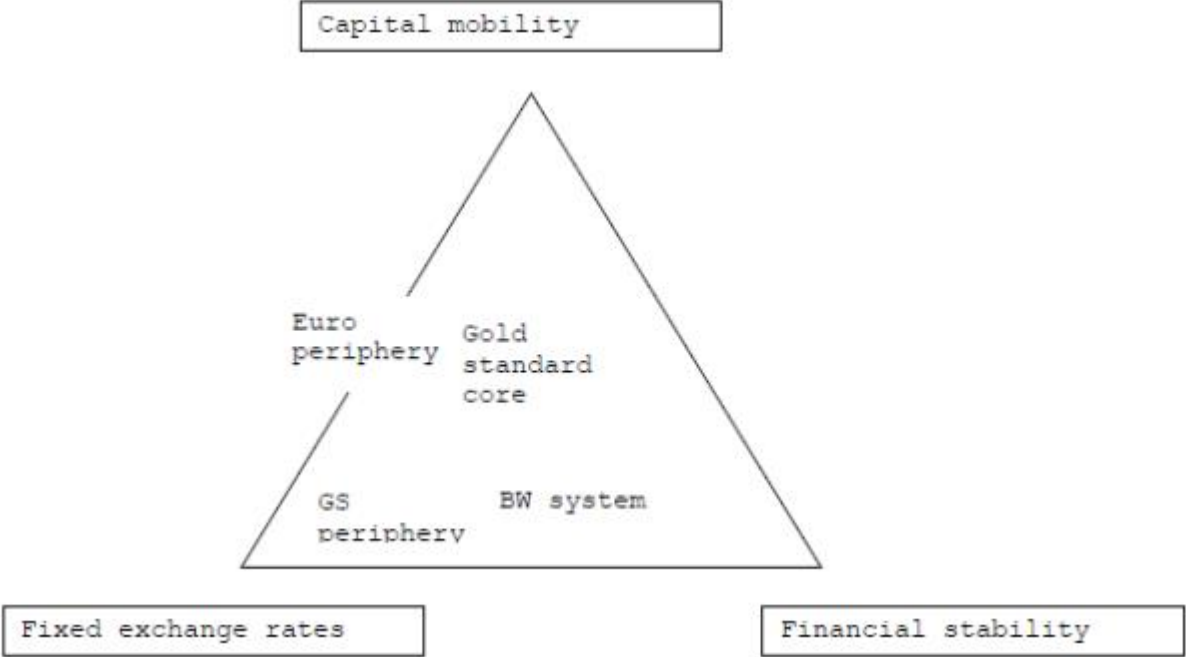 Capital mobility
Euro
periphery
Gold
standard
core
GS
periphery
BW system
Fixed exchange rates
Financial stability